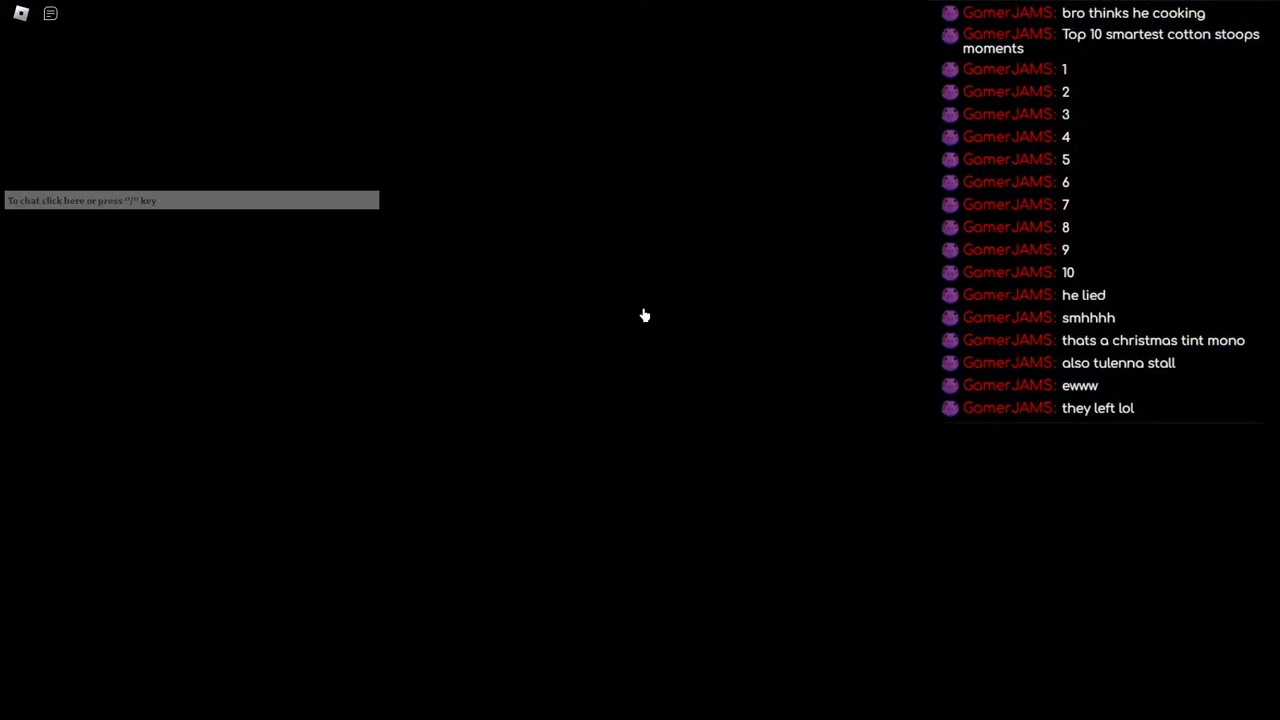 GamerJAMS: bro thinks he cooking
GamerJAMS: Top 10 smartest cotton stoops
moments
GamerJAMS: 1
GamerJAMS: 2
GamerJAMS: 3
GamerJAMS: 4
GamerJAMS: 5
To chat click here or press "/" key
GamerJAMS: 6
GamerJAMS: 7
GamerJAMS: 8
GamerJAMS: 9
GamerJAMS: 10
GamerJAMS: he lied
GamerJAMS: smhhhh
GamerJAMS: thats a christmas tint mono
GamerJAMS: also tulenna stall
GamerJAMS: ewww
GamerJAMS: they left lol